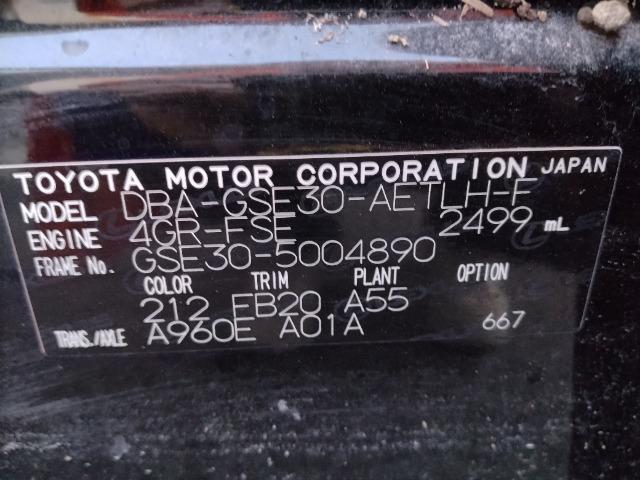 TOYOTA MOTOR CORPORATION JAPAN
MODEL DBA-GSE30-AETLH-F
ENGINE 4GR-FSE 2499 mL
FRAME No. GSE30-5004890
COLOR TRIM PLANT OPTION
212 EB20 A55
TRANS./AXLE A960E A01A 667